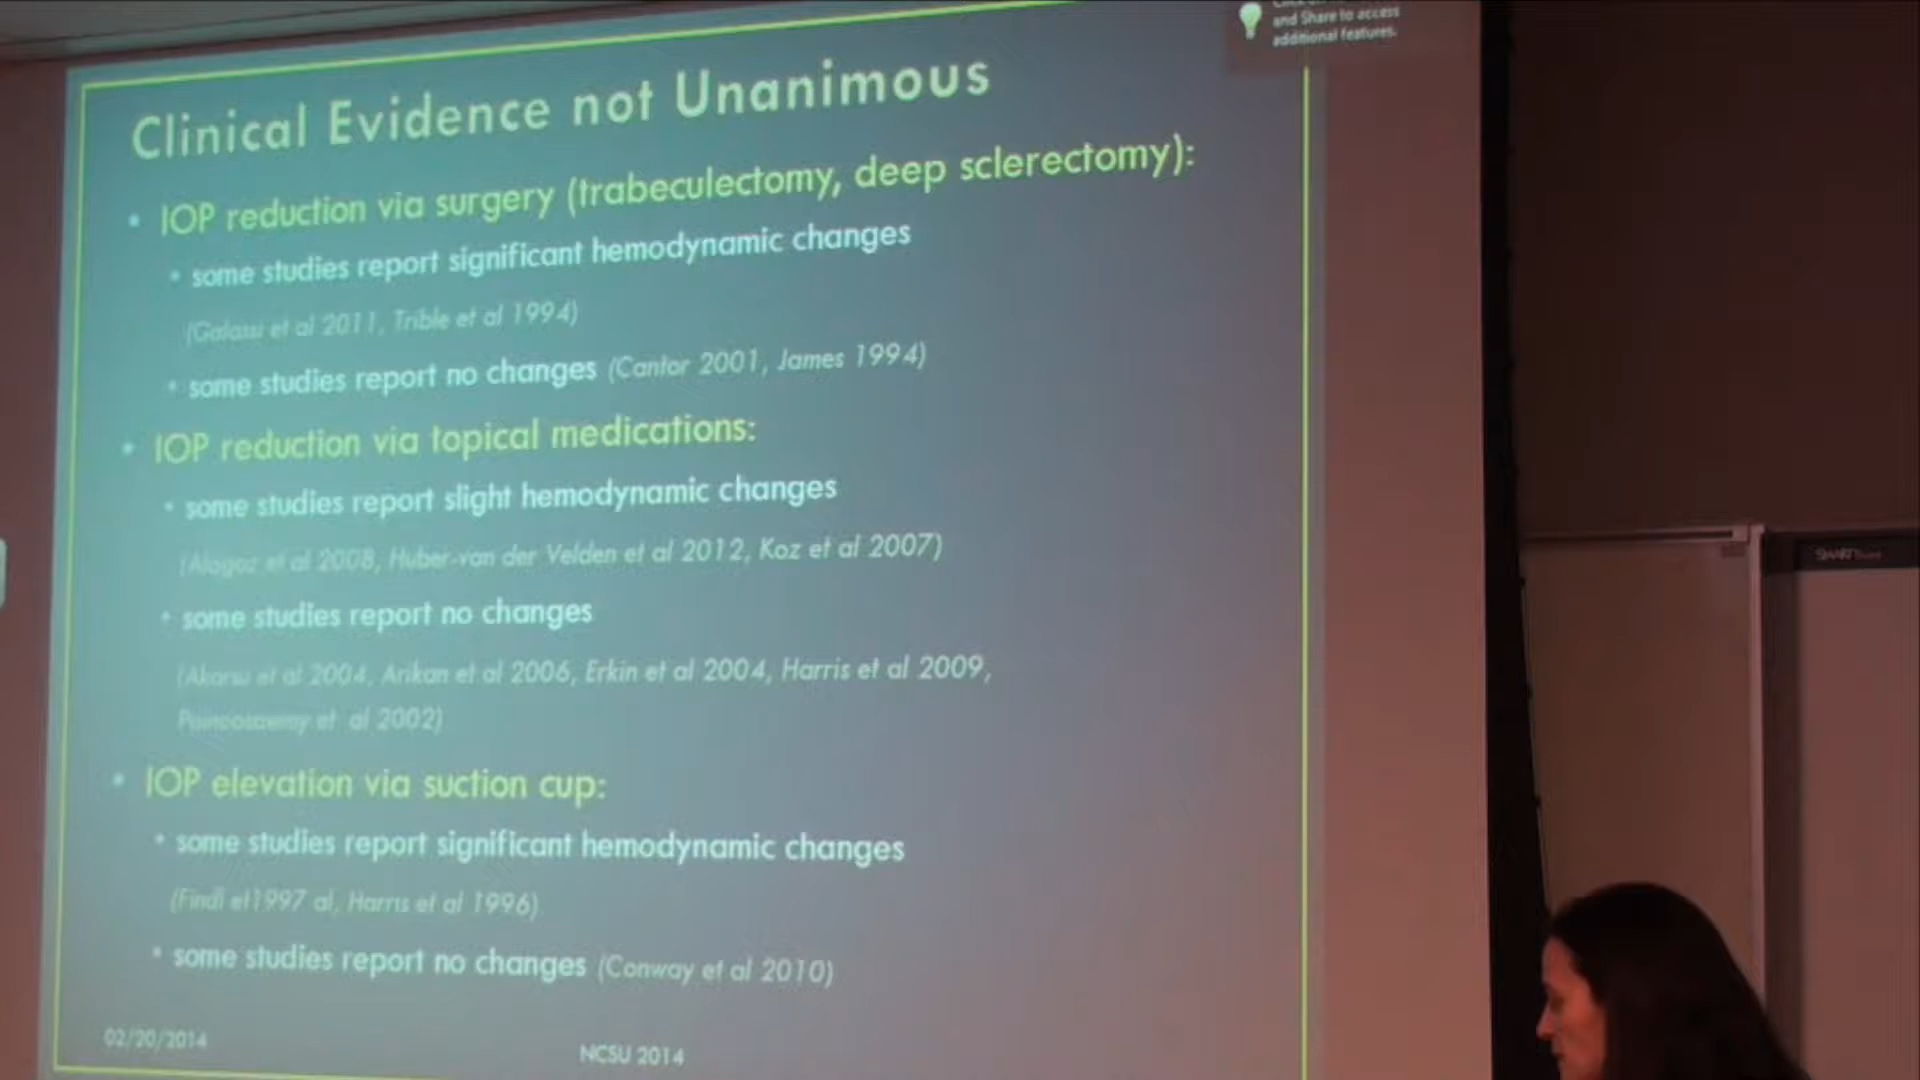 and Share to access
additional features.
Clinical Evidence not Unanimous
• IOP reduction via surgery (trabeculectomy, deep sclerectomy):
• some studies report significant hemodynamic changes
et al 2011, Trible et al 1994)
• some studies report no changes (Cantor 2001, James 1994)
• IOP reduction via topical medications:
• some studies report slight hemodynamic changes
(Alagoz et al 2008, Huber-van der Velden et al 2012, Koz et al 2007)
• some studies report no changes
et al 2004, Arikan et al 2006, Erkin et al 2004, Harris et al 2009,
et al 2002)
• IOP elevation via suction cup:
• some studies report significant hemodynamic changes
(Findl et1997 al, Harris et al 1996)
• some studies report no changes (Conway et al 2010)
02/20/2014
NCSU 2014
SMART